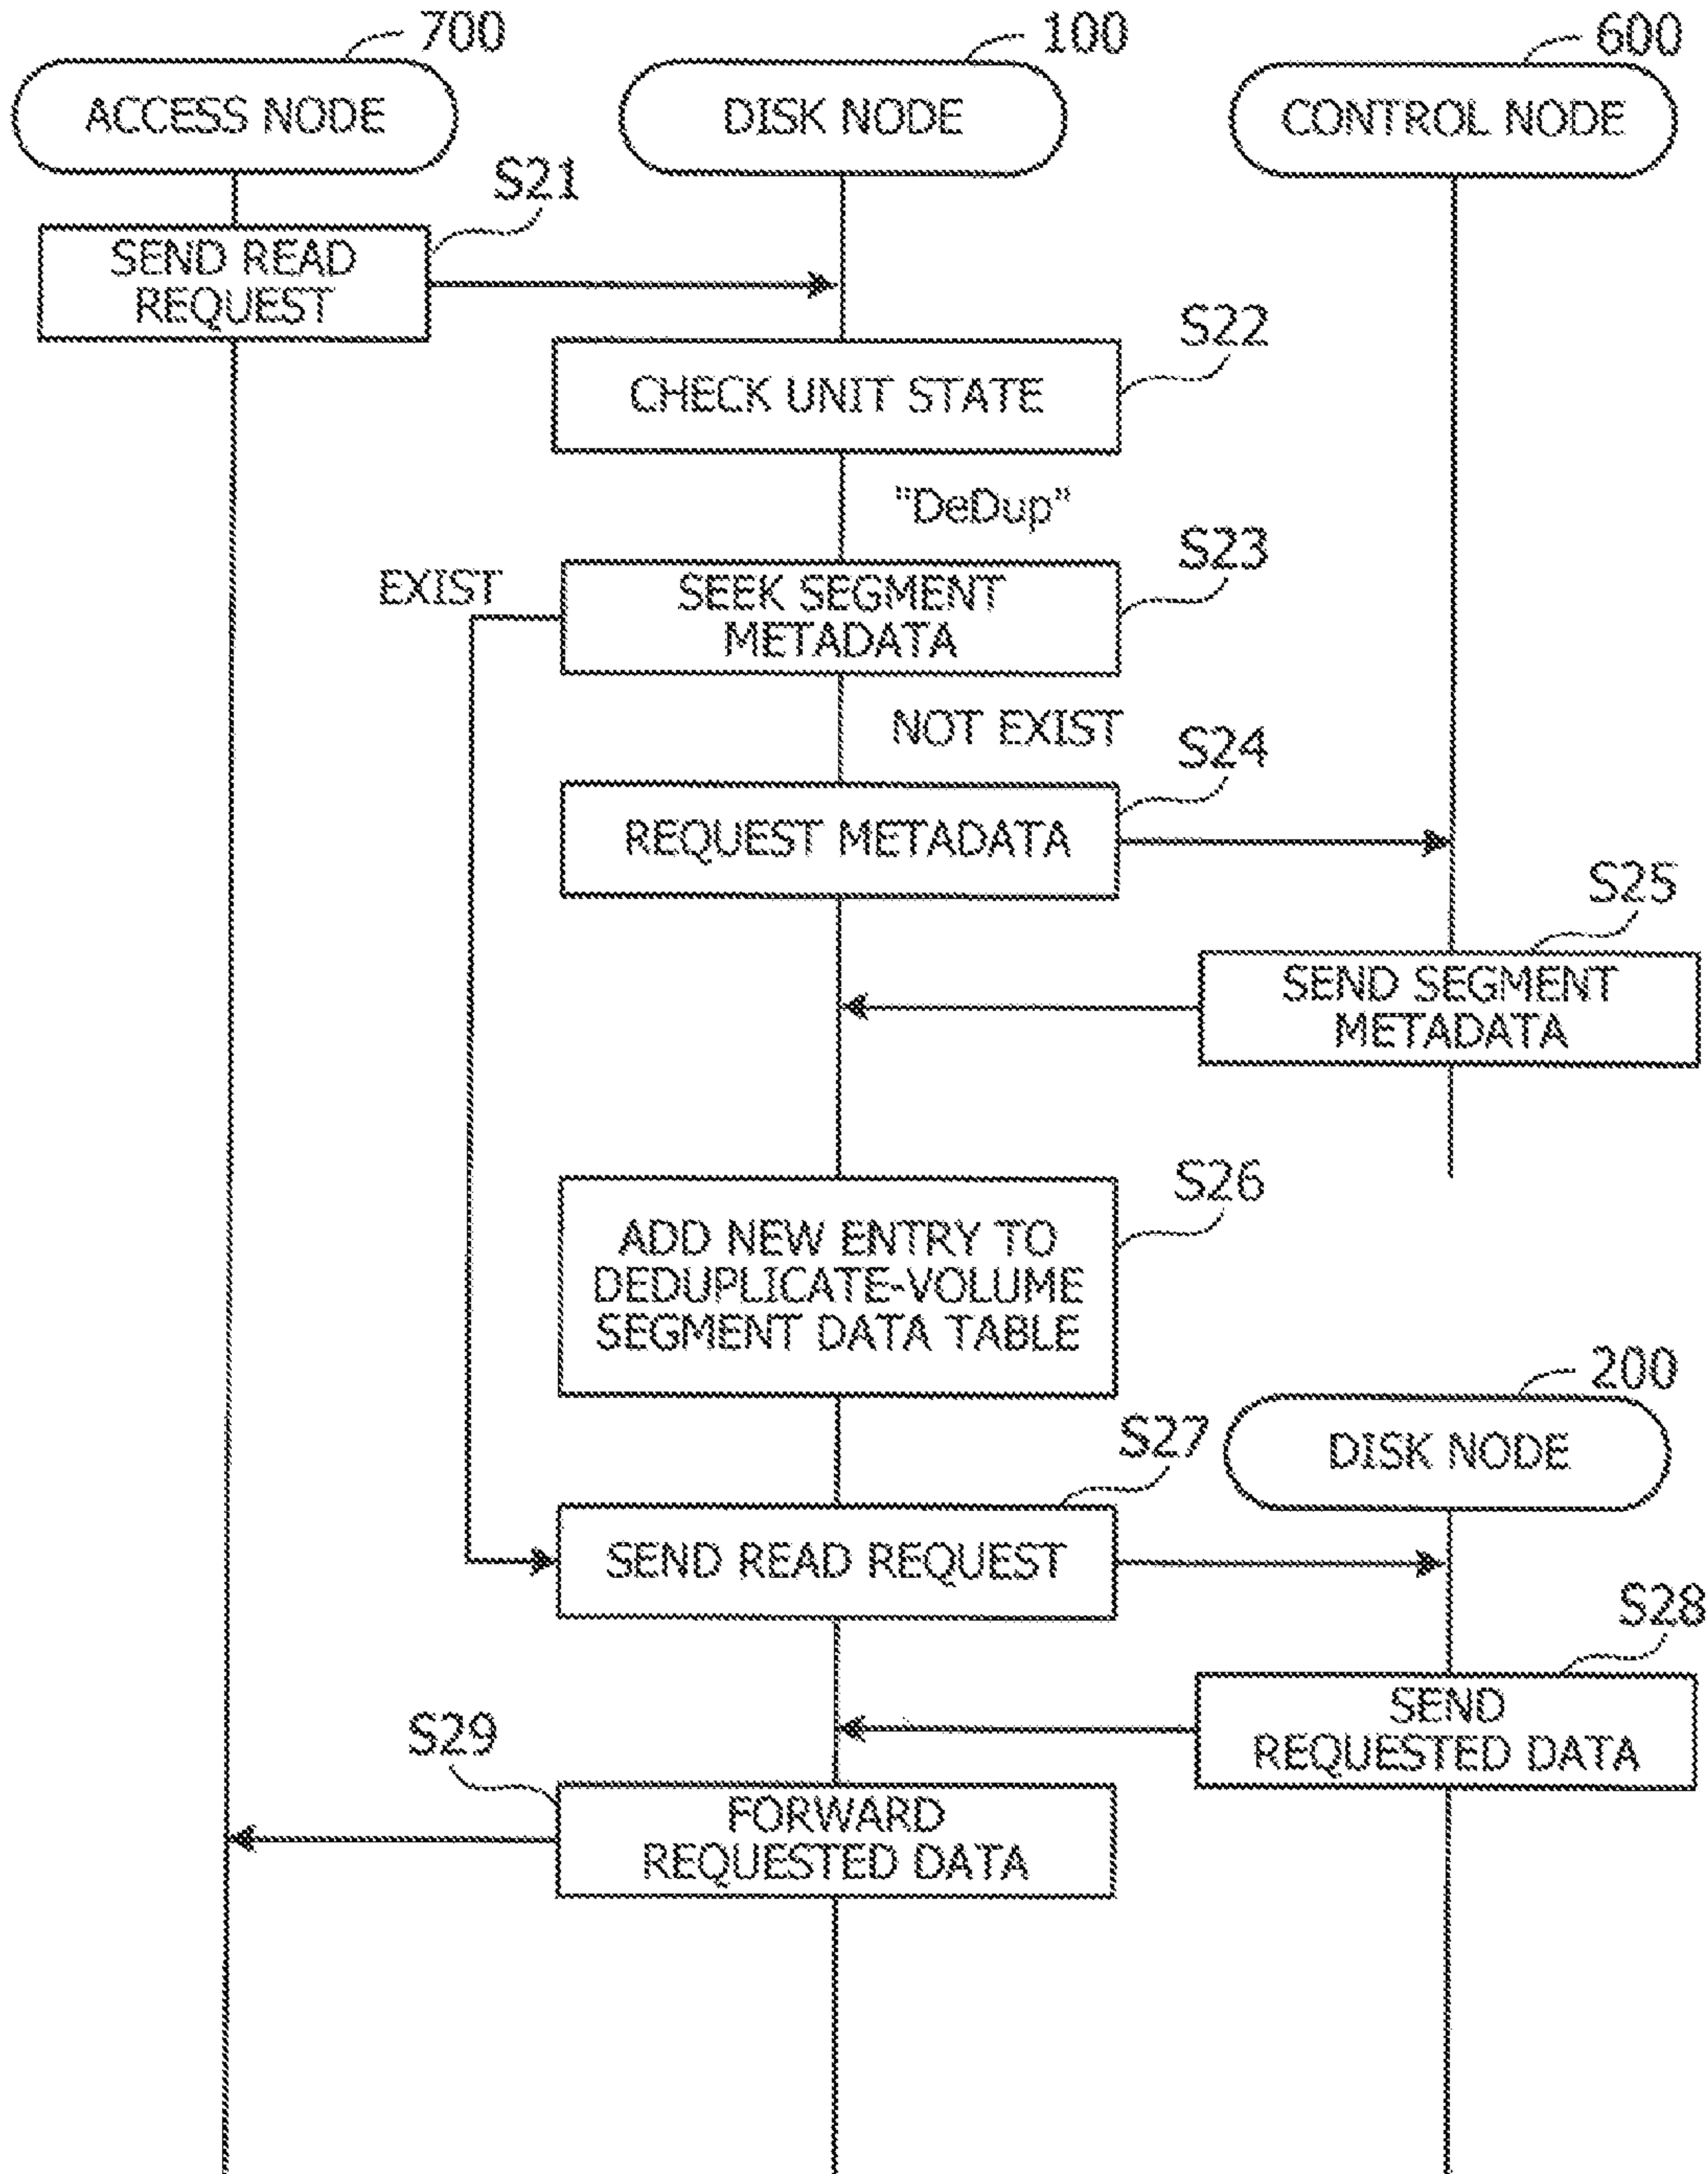 700
100
600
ACCESS NODE
DISK NODE
CONTROL NODE
S21
SEND READ
REQUEST
S22
CHECK UNIT STATE
"DeDup"
S23
EXIST
SEEK SEGMENT
METADATA
NOT EXIST
S24
REQUEST METADATA
S25
SEND SEGMENT
METADATA
S26
ADD NEW ENTRY TO
DEDUPLICATE-VOLUME
SEGMENT DATA TABLE
200
DISK NODE
S27
SEND READ REQUEST
S28
SEND
REQUESTED DATA
S29
FORWARD
REQUESTED DATA